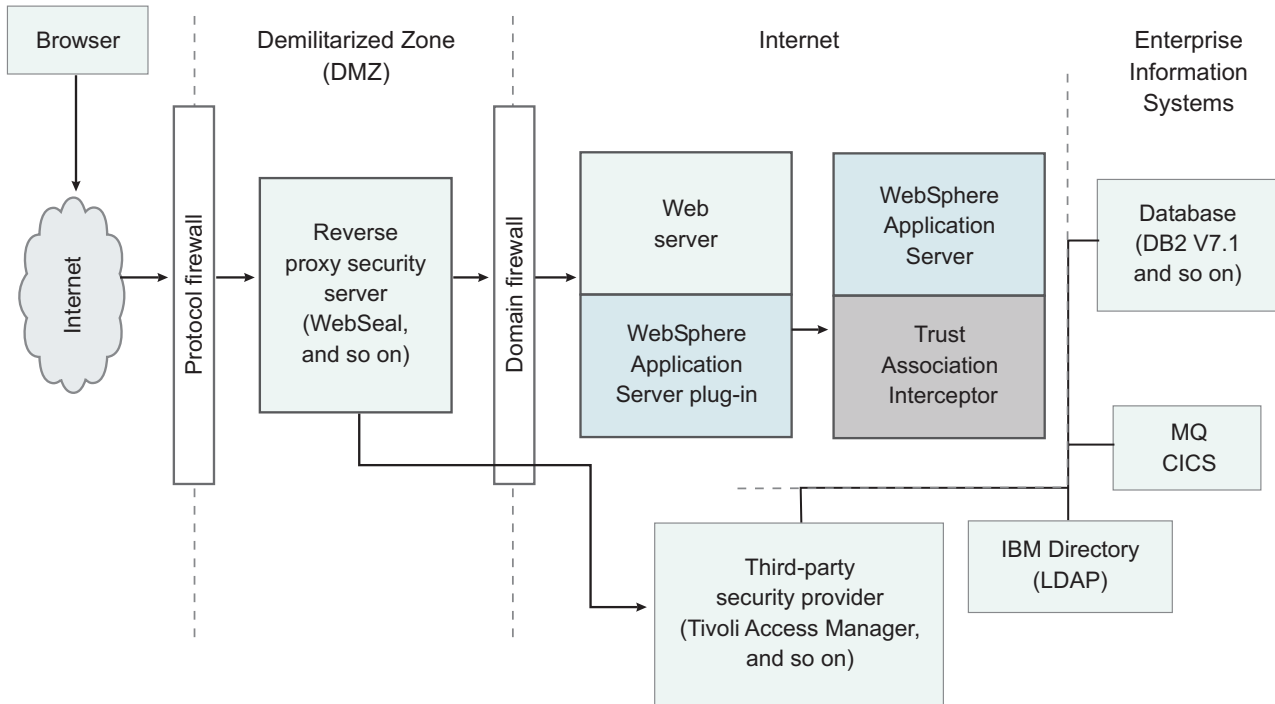 Browser
Demilitarized Zone
(DMZ)
Internet
Enterprise
Information
Systems
Internet
Protocol firewall
Reverse
proxy security
server
(WebSeal,
and so on)
Domain firewall
Web
server
WebSphere
Application
Server plug-in
WebSphere
Application
Server
Trust
Association
Interceptor
Database
(DB2 V7.1
and so on)
MQ
CICS
IBM Directory
(LDAP)
Third-party
security provider
(Tivoli Access Manager,
and so on)